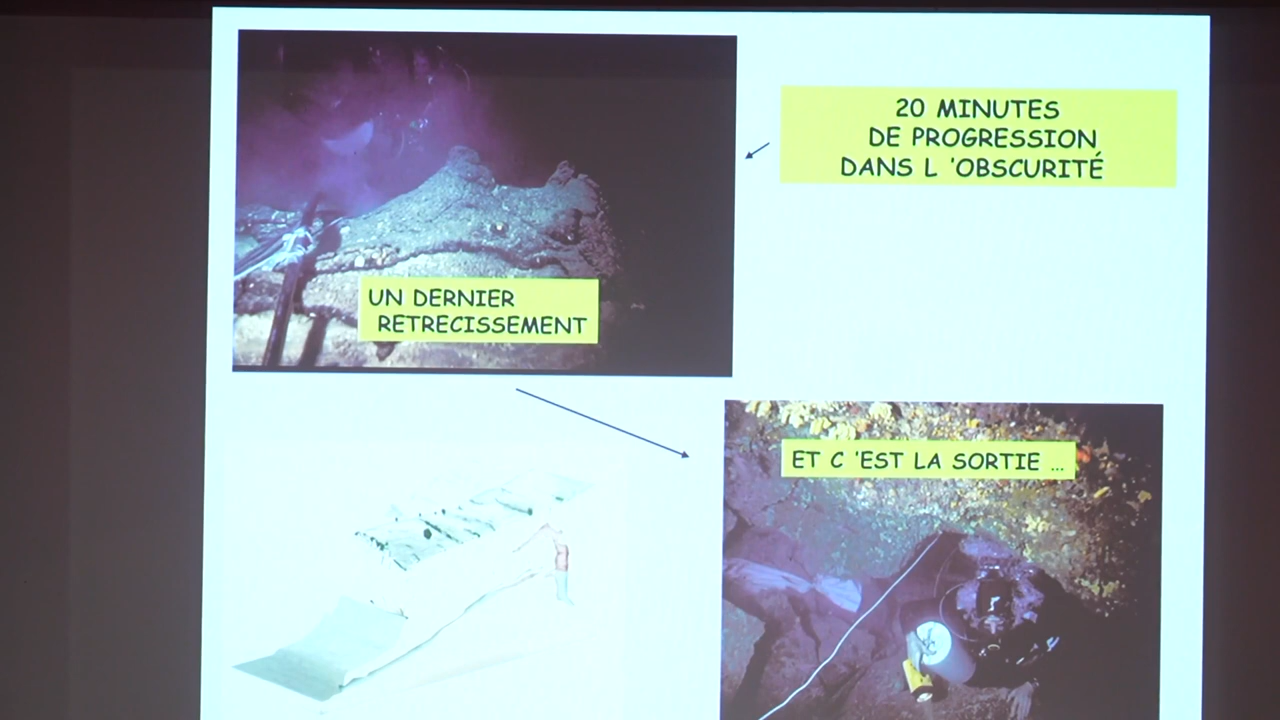 20 MINUTES
DE PROGRESSION
DANS L 'OBSCURITÉ
UN DERNIER
RETRECISSEMENT
ET C 'EST LA SORTIE ...